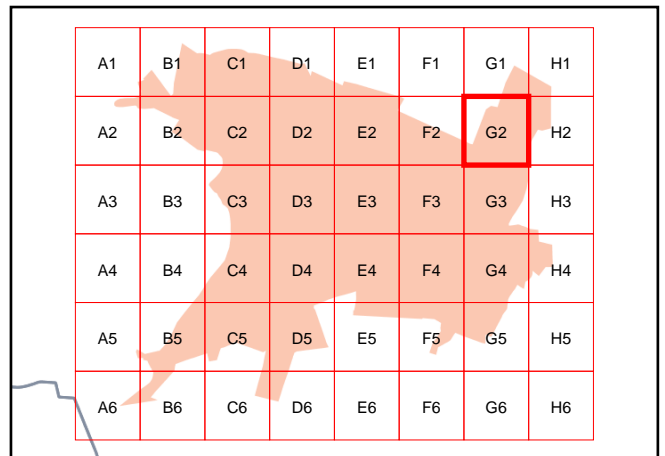 A1 B1 C1 D1 E1 F1 G1 H1
A2 B2 C2 D2 E2 F2 G2 H2
A3 B3 C3 D3 E3 F3 G3 H3
A4 B4 C4 D4 E4 F4 G4 H4
A5 B5 C5 D5 E5 F5 G5 H5
A6 B6 C6 D6 E6 F6 G6 H6